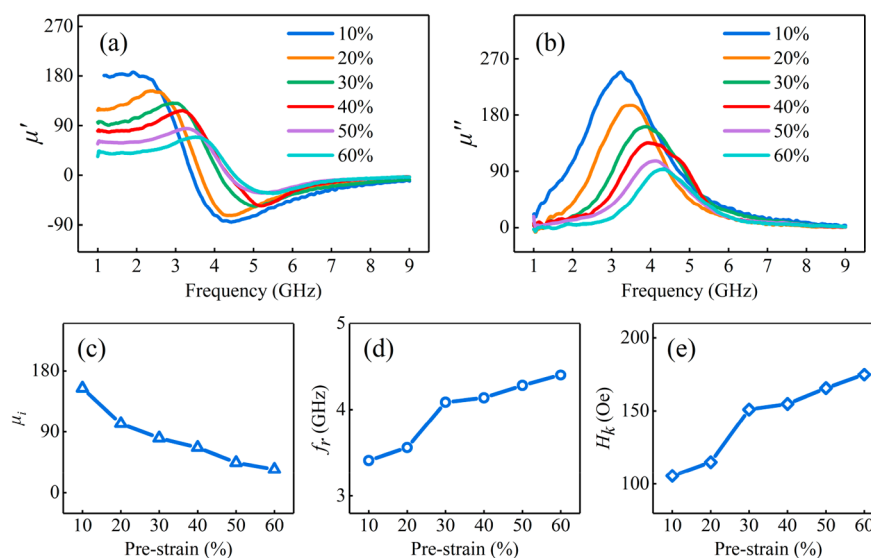 (a)
10%
20%
30%
40%
50%
60%
270
180
90
0
-90
μ′
1 2 3 4 5 6 7 8 9
Frequency (GHz)
(b)
10%
20%
30%
40%
50%
60%
270
180
90
0
μ″
1 2 3 4 5 6 7 8 9
Frequency (GHz)
(c)
180
90
0
μi
10 20 30 40 50 60
Pre-strain (%)
(d)
5
4
3
fr (GHz)
10 20 30 40 50 60
Pre-strain (%)
(e)
200
150
100
Hk (Oe)
10 20 30 40 50 60
Pre-strain (%)